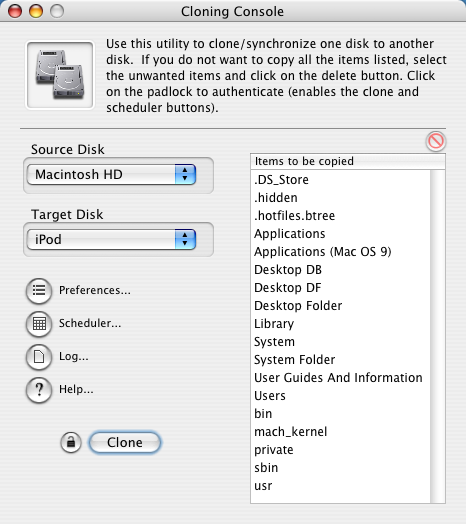 Cloning Console
Use this utility to clone/synchronize one disk to another
disk.  If you do not want to copy all the items listed, select
the unwanted items and click on the delete button. Click
on the padlock to authenticate (enables the clone and
scheduler buttons).
Source Disk
Macintosh HD
Target Disk
iPod
Preferences...
Scheduler...
Log...
?
Help...
Clone
Items to be copied
.DS_Store
.hidden
.hotfiles.btree
Applications
Applications (Mac OS 9)
Desktop DB
Desktop DF
Desktop Folder
Library
System
System Folder
User Guides And Information
Users
bin
mach_kernel
private
sbin
usr